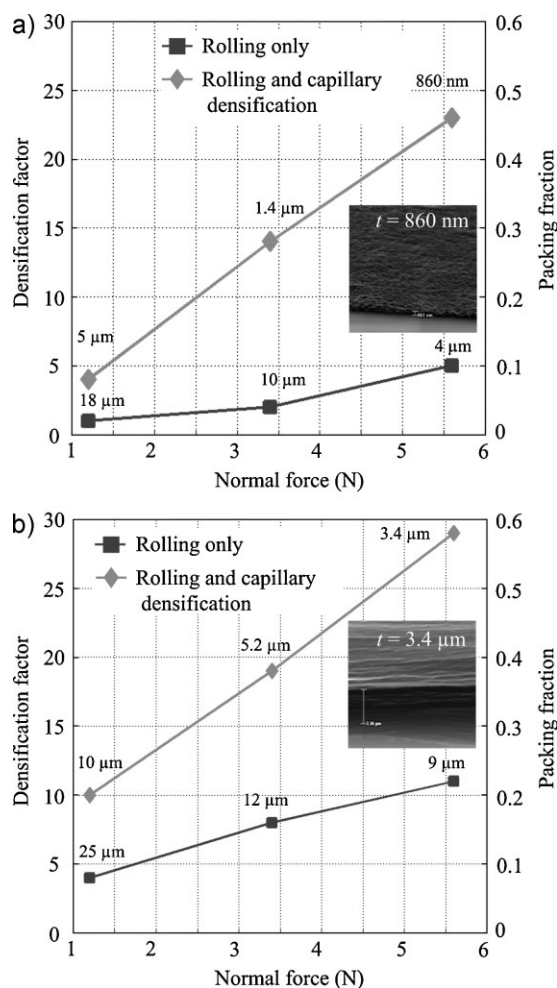 a)
30
25
20
15
10
5
0
Densification factor
Rolling only
Rolling and capillary
densification
860 nm
1.4 µm
5 µm
18 µm
10 µm
4 µm
t = 860 nm
0.6
0.5
0.4
0.3
0.2
0.1
0
Packing fraction
1 2 3 4 5 6
Normal force (N)
b)
30
25
20
15
10
5
0
Densification factor
Rolling only
Rolling and capillary
densification
3.4 µm
5.2 µm
10 µm
25 µm
12 µm
9 µm
t = 3.4 µm
0.6
0.5
0.4
0.3
0.2
0.1
0
Packing fraction
1 2 3 4 5 6
Normal force (N)